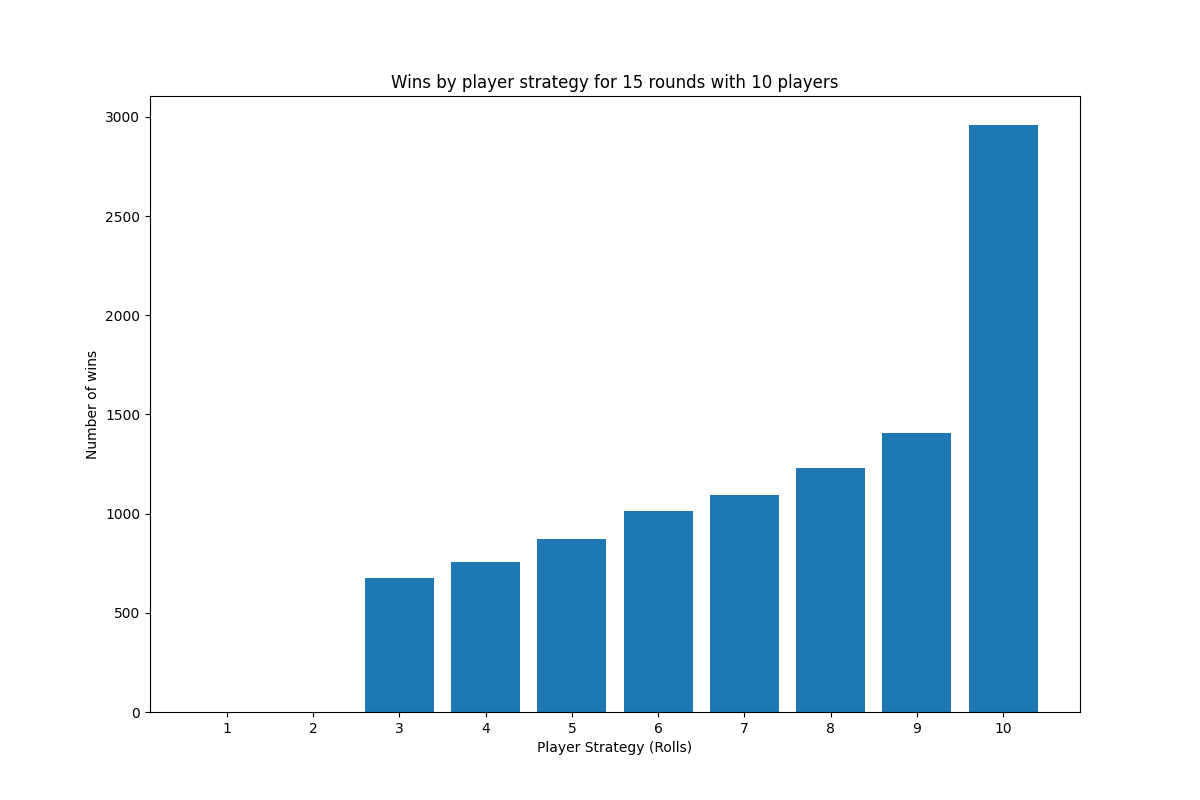 Wins by player strategy for 15 rounds with 10 players
3000
2500
2000
1500
1000
500
0
Number of wins
1 2 3 4 5 6 7 8 9 10
Player Strategy (Rolls)